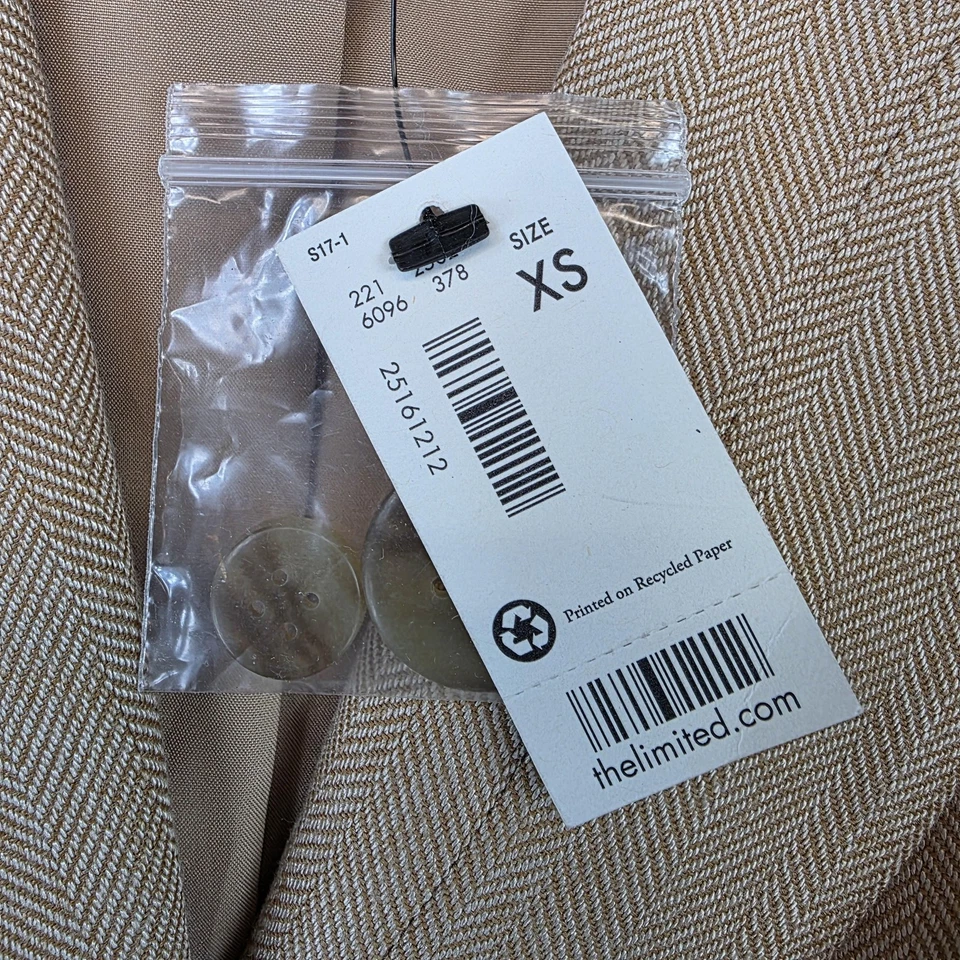 S17-1
SIZE
XS
221
6096
378
25161212
Printed on Recycled Paper
thelimited.com